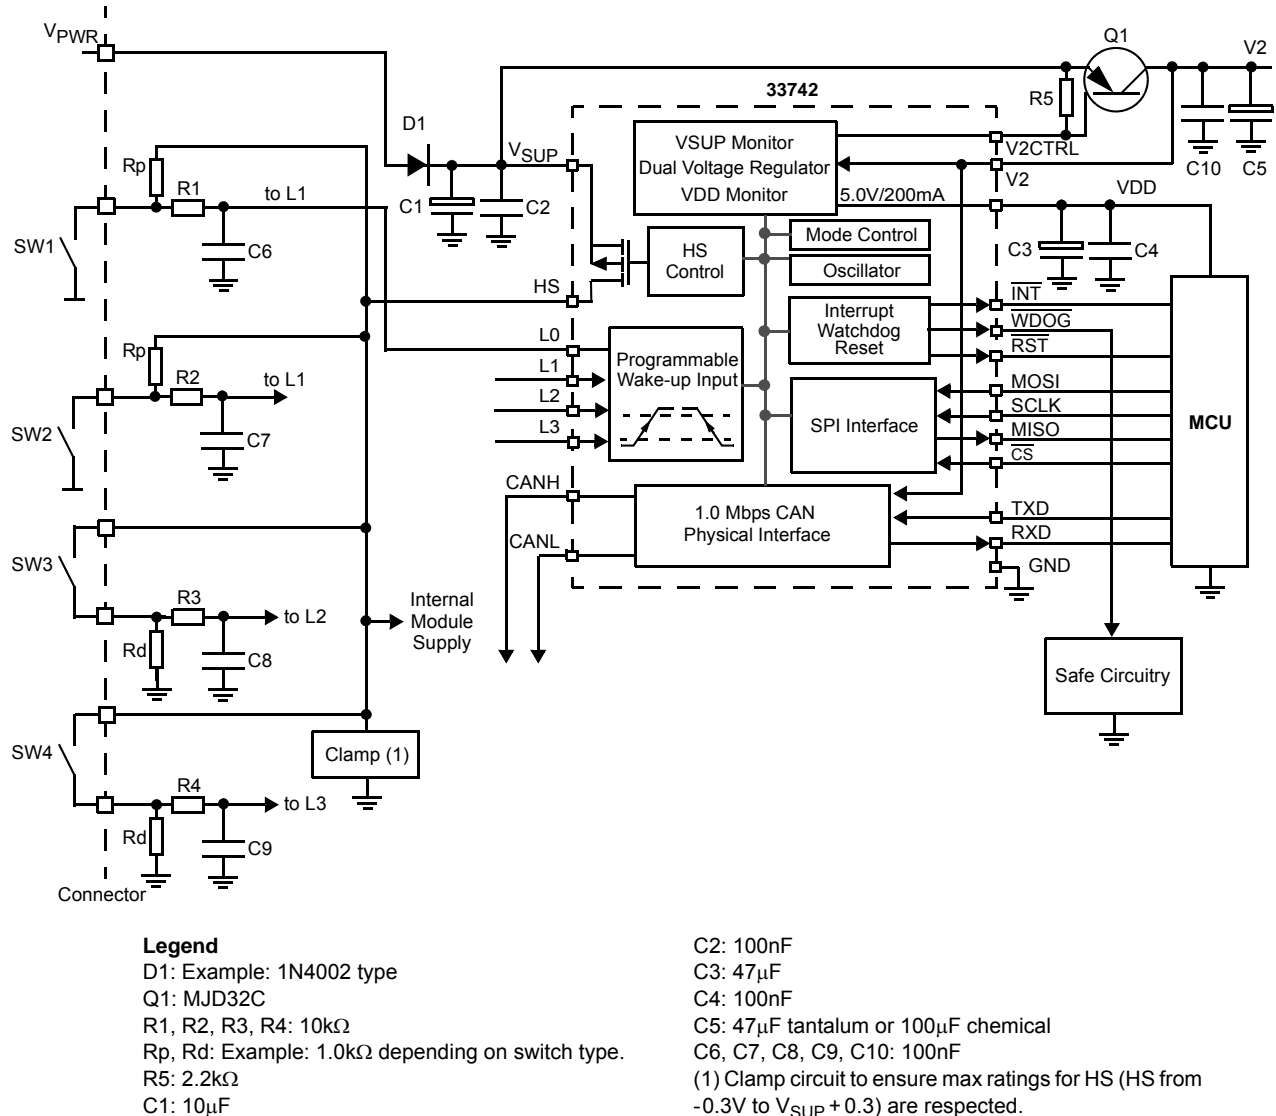 VPWR
Q1
V2
33742
R5
D1
VSUP
VSUP Monitor
Dual Voltage Regulator
VDD Monitor
V2CTRL
V2
C10
C5
Rp
R1
to L1
C1
C2
5.0V/200mA
VDD
SW1
C6
HS
Control
Mode Control
Oscillator
C3
C4
HS
INT
Interrupt
Watchdog
Reset
WDOG
RST
L0
Rp
R2
to L1
L1
Programmable
Wake-up Input
L2
L3
MOSI
SCLK
MISO
CS
SPI Interface
MCU
SW2
C7
CANH
CANL
1.0 Mbps CAN
Physical Interface
TXD
RXD
GND
SW3
R3
to L2
Rd
C8
Internal
Module
Supply
Safe Circuitry
SW4
Clamp (1)
R4
to L3
Rd
C9
Connector
Legend
D1: Example: 1N4002 type
Q1: MJD32C
R1, R2, R3, R4: 10kΩ
Rp, Rd: Example: 1.0kΩ depending on switch type.
R5: 2.2kΩ
C1: 10μF
C2: 100nF
C3: 47μF
C4: 100nF
C5: 47μF tantalum or 100μF chemical
C6, C7, C8, C9, C10: 100nF
(1) Clamp circuit to ensure max ratings for HS (HS from
-0.3V to VSUP + 0.3) are respected.